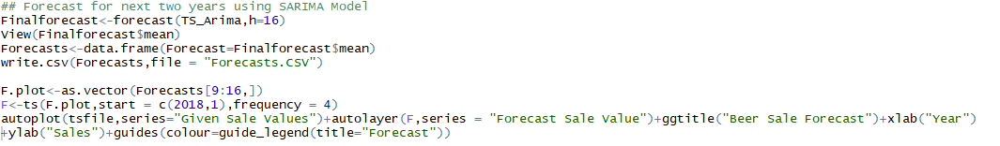 ## Forecast for next two years using SARIMA Model
Finalforecast<-forecast(TS_Arima,h=16)
View(Finalforecast$mean)
Forecasts<-data.frame(Forecast=Finalforecast$mean)
write.csv(Forecasts,file = "Forecasts.CSV")
F.plot<-as.vector(Forecasts[9:16,])
F<-ts(F.plot,start = c(2018,1),frequency = 4)
autoplot(tsfile,series="Given Sale Values")+autolayer(F,series = "Forecast Sale Value")+ggtitle("Beer Sale Forecast")+xlab("Year")
+ylab("Sales")+guides(colour=guide_legend(title="Forecast"))